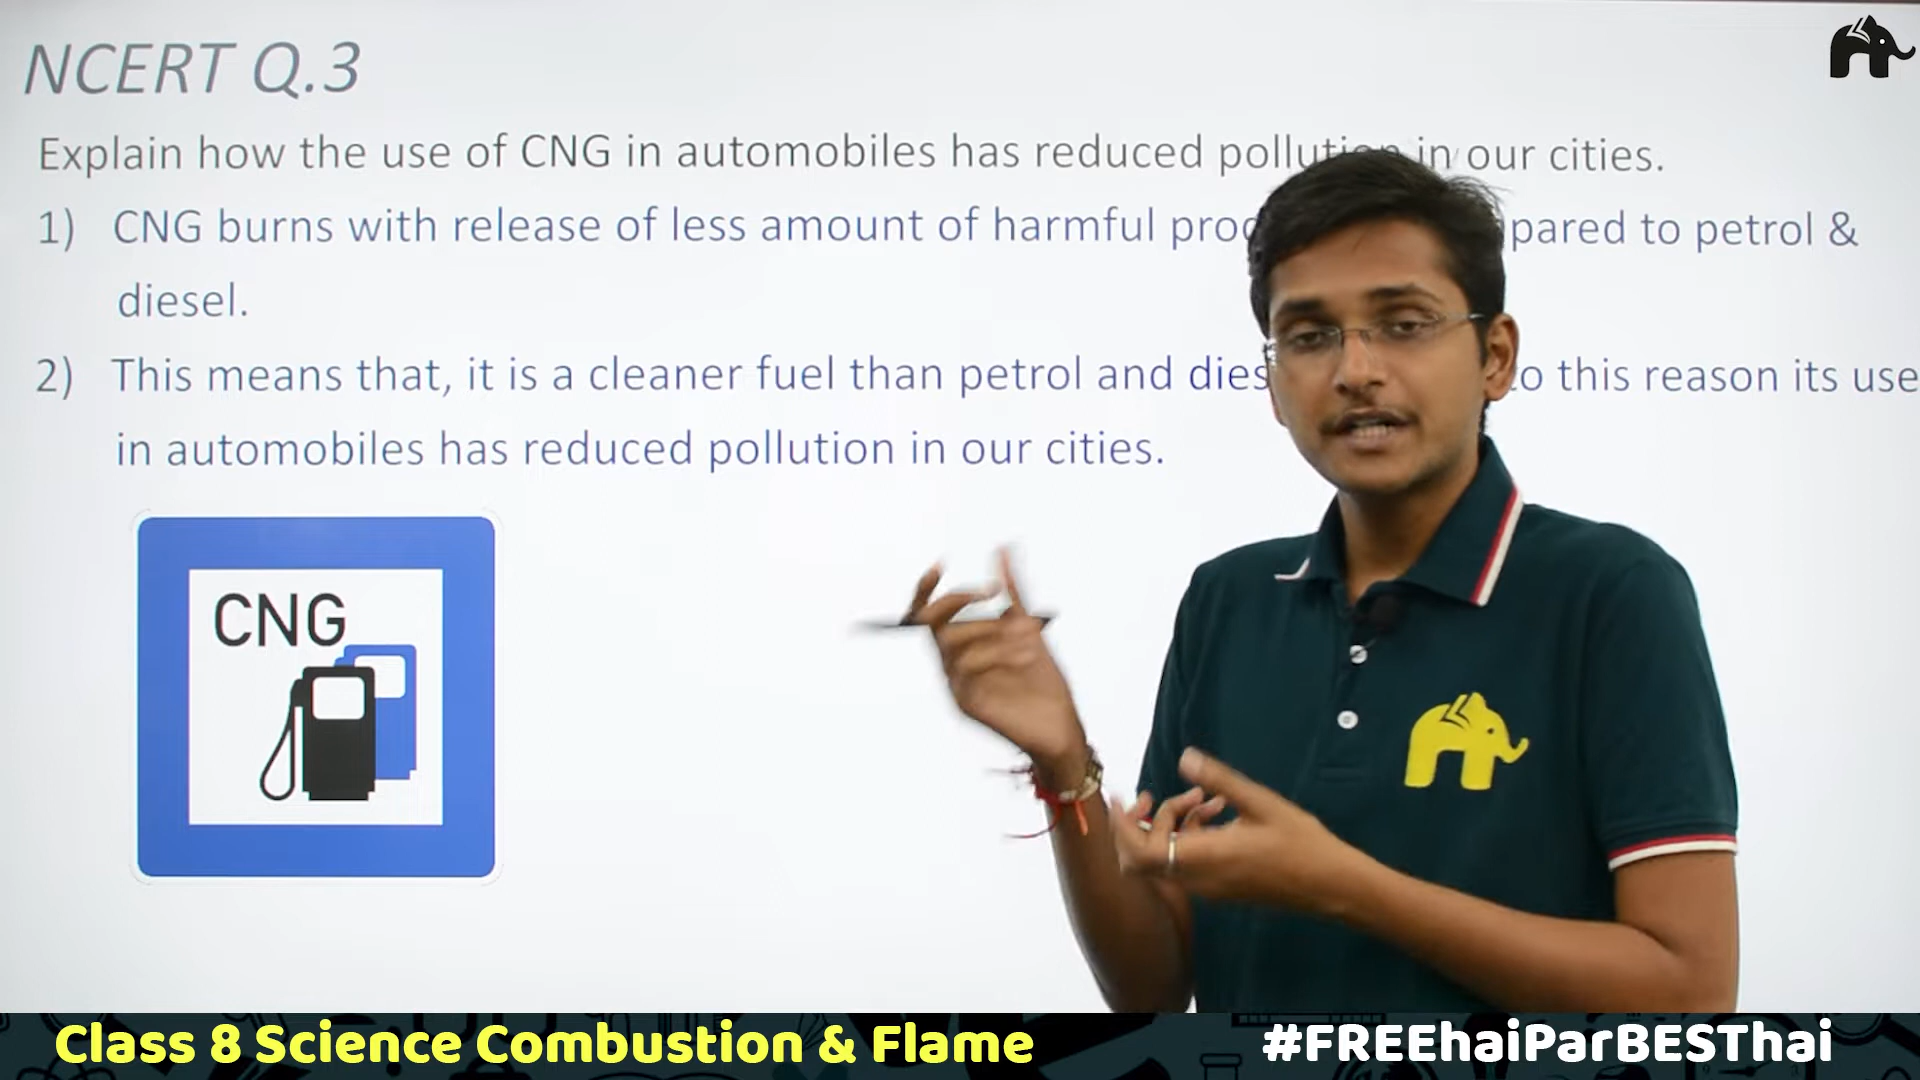 NCERT Q.3
Explain how the use of CNG in automobiles has reduced pollution in our cities.
1) CNG burns with release of less amount of harmful to petrol &
diesel.
2) This means that, it is a cleaner fuel than petrol and this reason its use
in automobiles has reduced pollution in our cities.
CNG
Class 8 Science Combustion & Flame
#FREEhaiParBESThai